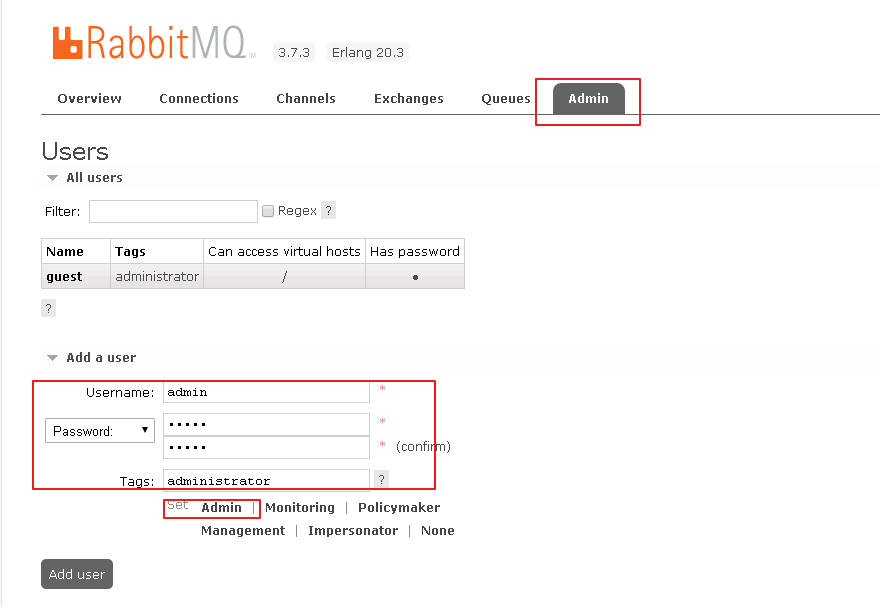 RabbitMQ TM 3.7.3 Erlang 20.3
Overview Connections Channels Exchanges Queues Admin
Users
All users
Filter: Regex ?
Name Tags Can access virtual hosts Has password
guest administrator / •
?
Add a user
Username: admin *
Password: ••••• *
••••• * (confirm)
Tags: administrator ?
Set Admin | Monitoring | Policymaker
Management | Impersonator | None
Add user